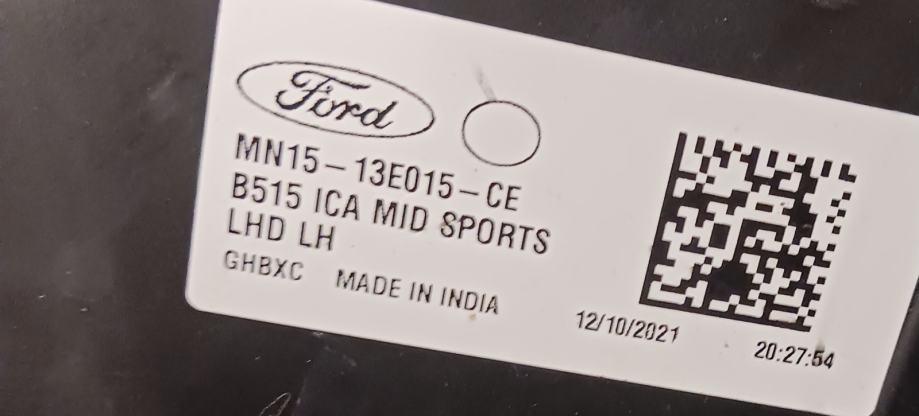 Ford
MN15-13E015-CE
B515 ICA MID SPORTS
LHD LH
GHBXC MADE IN INDIA
12/10/2021 20:27:54